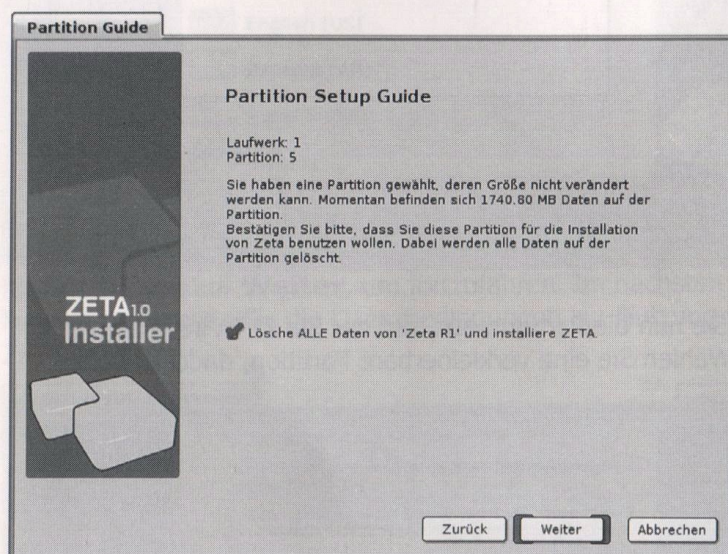 Partition Guide
Partition Setup Guide
Laufwerk: 1
Partition: 5
Sie haben eine Partition gewählt, deren Größe nicht verändert
werden kann. Momentan befinden sich 1740.80 MB Daten auf der
Partition.
Bestätigen Sie bitte, dass Sie diese Partition für die Installation
von Zeta benutzen wollen. Dabei werden alle Daten auf der
Partition gelöscht.
ZETA 1.0
Installer
Lösche ALLE Daten von 'Zeta R1' und installiere ZETA.
Zurück
Weiter
Abbrechen